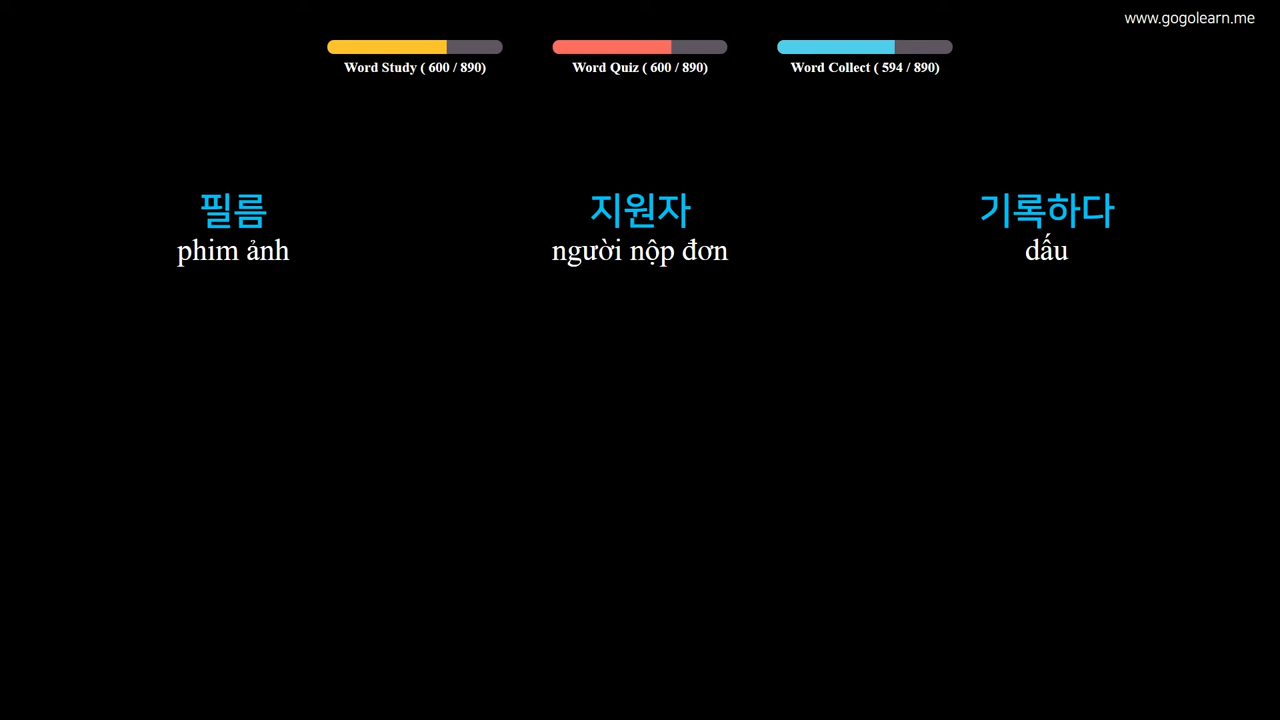 www.gogolearn.me
Word Study ( 600 / 890)
Word Quiz ( 600 / 890)
Word Collect ( 594 / 890)
필름
phim ảnh
지원자
người nộp đơn
기록하다
dấu